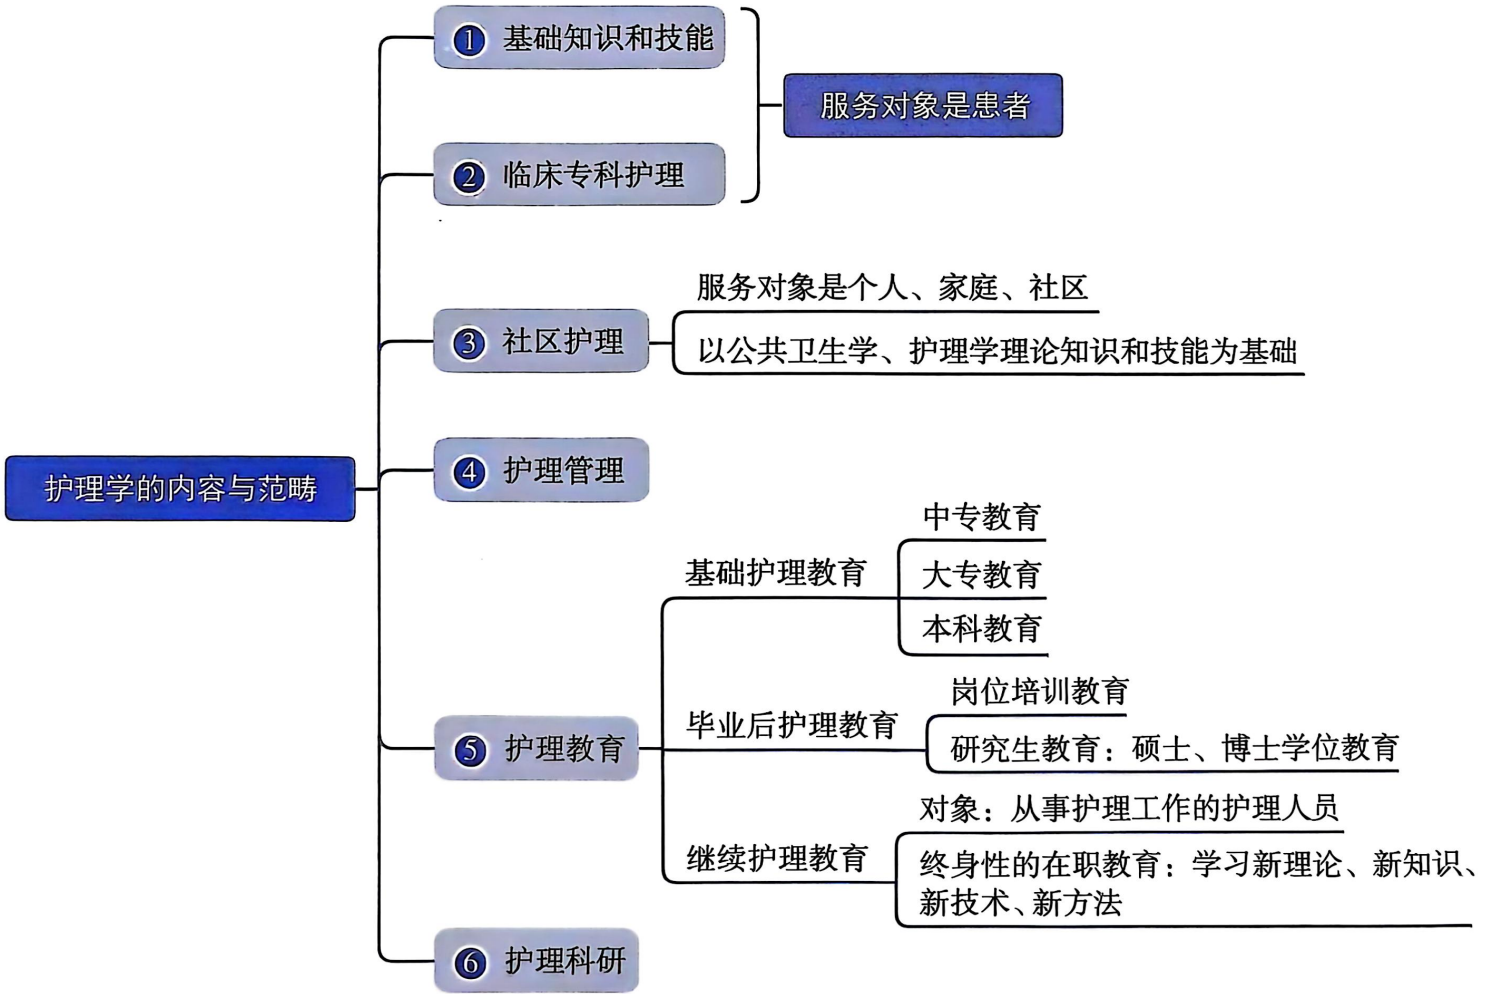 ① 基础知识和技能
服务对象是患者
② 临床专科护理
服务对象是个人、家庭、社区
③ 社区护理
以公共卫生学、护理学理论知识和技能为基础
④ 护理管理
护理学的内容与范畴
中专教育
基础护理教育
大专教育
本科教育
岗位培训教育
毕业后护理教育
⑤ 护理教育
研究生教育：硕士、博士学位教育
对象：从事护理工作的护理人员
继续护理教育
终身性的在职教育：学习新理论、新知识、
新技术、新方法
⑥ 护理科研